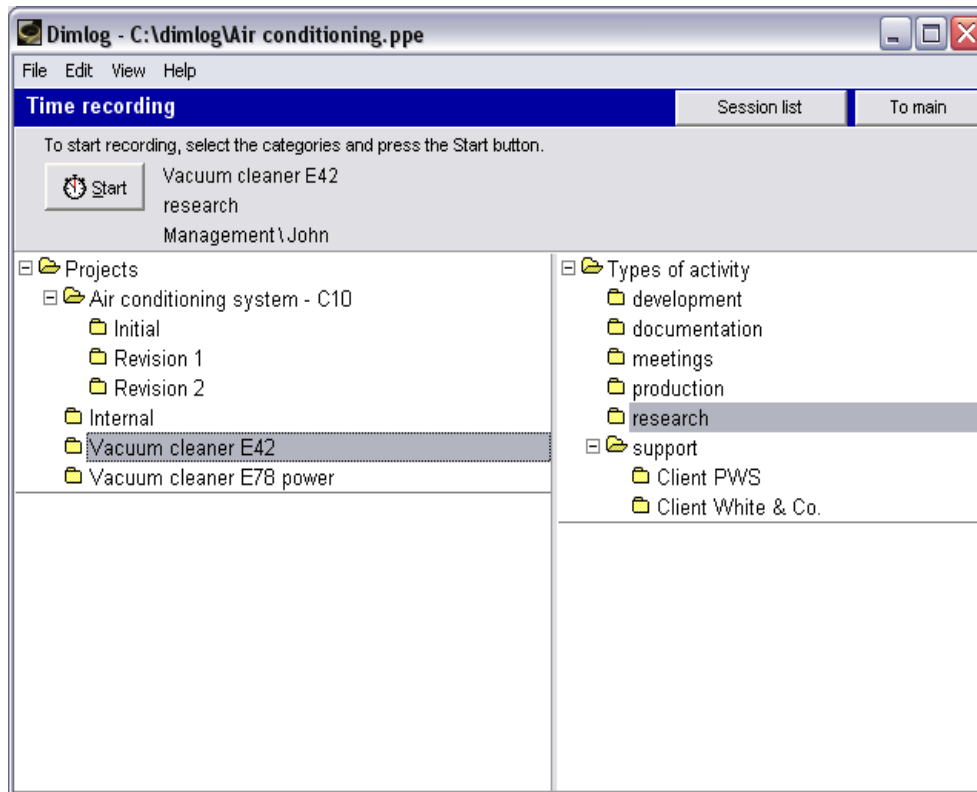 Dimlog - C:\dimlog\Air conditioning.ppe
File Edit View Help
Time recording
Session list
To main
To start recording, select the categories and press the Start button.
Start
Vacuum cleaner E42
research
Management\John
Projects
Air conditioning system - C10
Initial
Revision 1
Revision 2
Internal
Vacuum cleaner E42
Vacuum cleaner E78 power
Types of activity
development
documentation
meetings
production
research
support
Client PWS
Client White & Co.